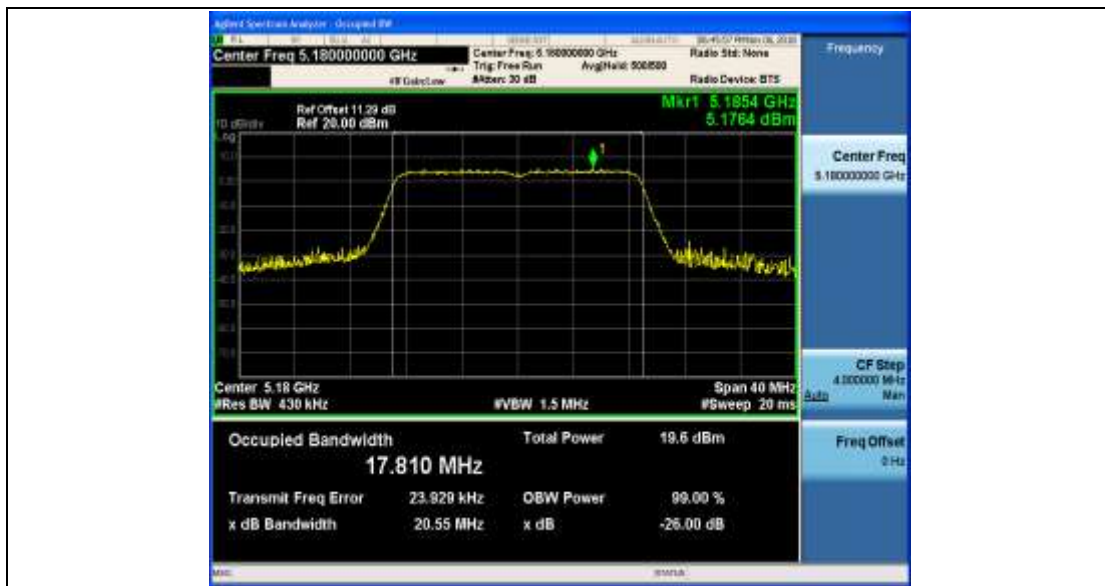 Agilent Spectrum Analyzer - Occupied BW
Center Freq 5.180000000 GHz
Center Freq: 5.180000000 GHz
Trig: Free Run
Avg|Hold: 500/500
#IFGain:Low
#Atten: 30 dB
Radio Std: None
Radio Device: BTS
Frequency
Ref Offset 11.29 dB
10 dB/div
Ref 20.00 dBm
Log
Mkr1 5.1854 GHz
5.1764 dBm
1
Center Freq
5.180000000 GHz
Center 5.18 GHz
Span 40 MHz
#Res BW 430 kHz
#VBW 1.5 MHz
#Sweep 20 ms
CF Step
4.000000 MHz
Auto
Man
Occupied Bandwidth
17.810 MHz
Total Power
19.6 dBm
Freq Offset
0 Hz
Transmit Freq Error
23.929 kHz
OBW Power
99.00 %
x dB Bandwidth
20.55 MHz
x dB
-26.00 dB
MSG
STATUS